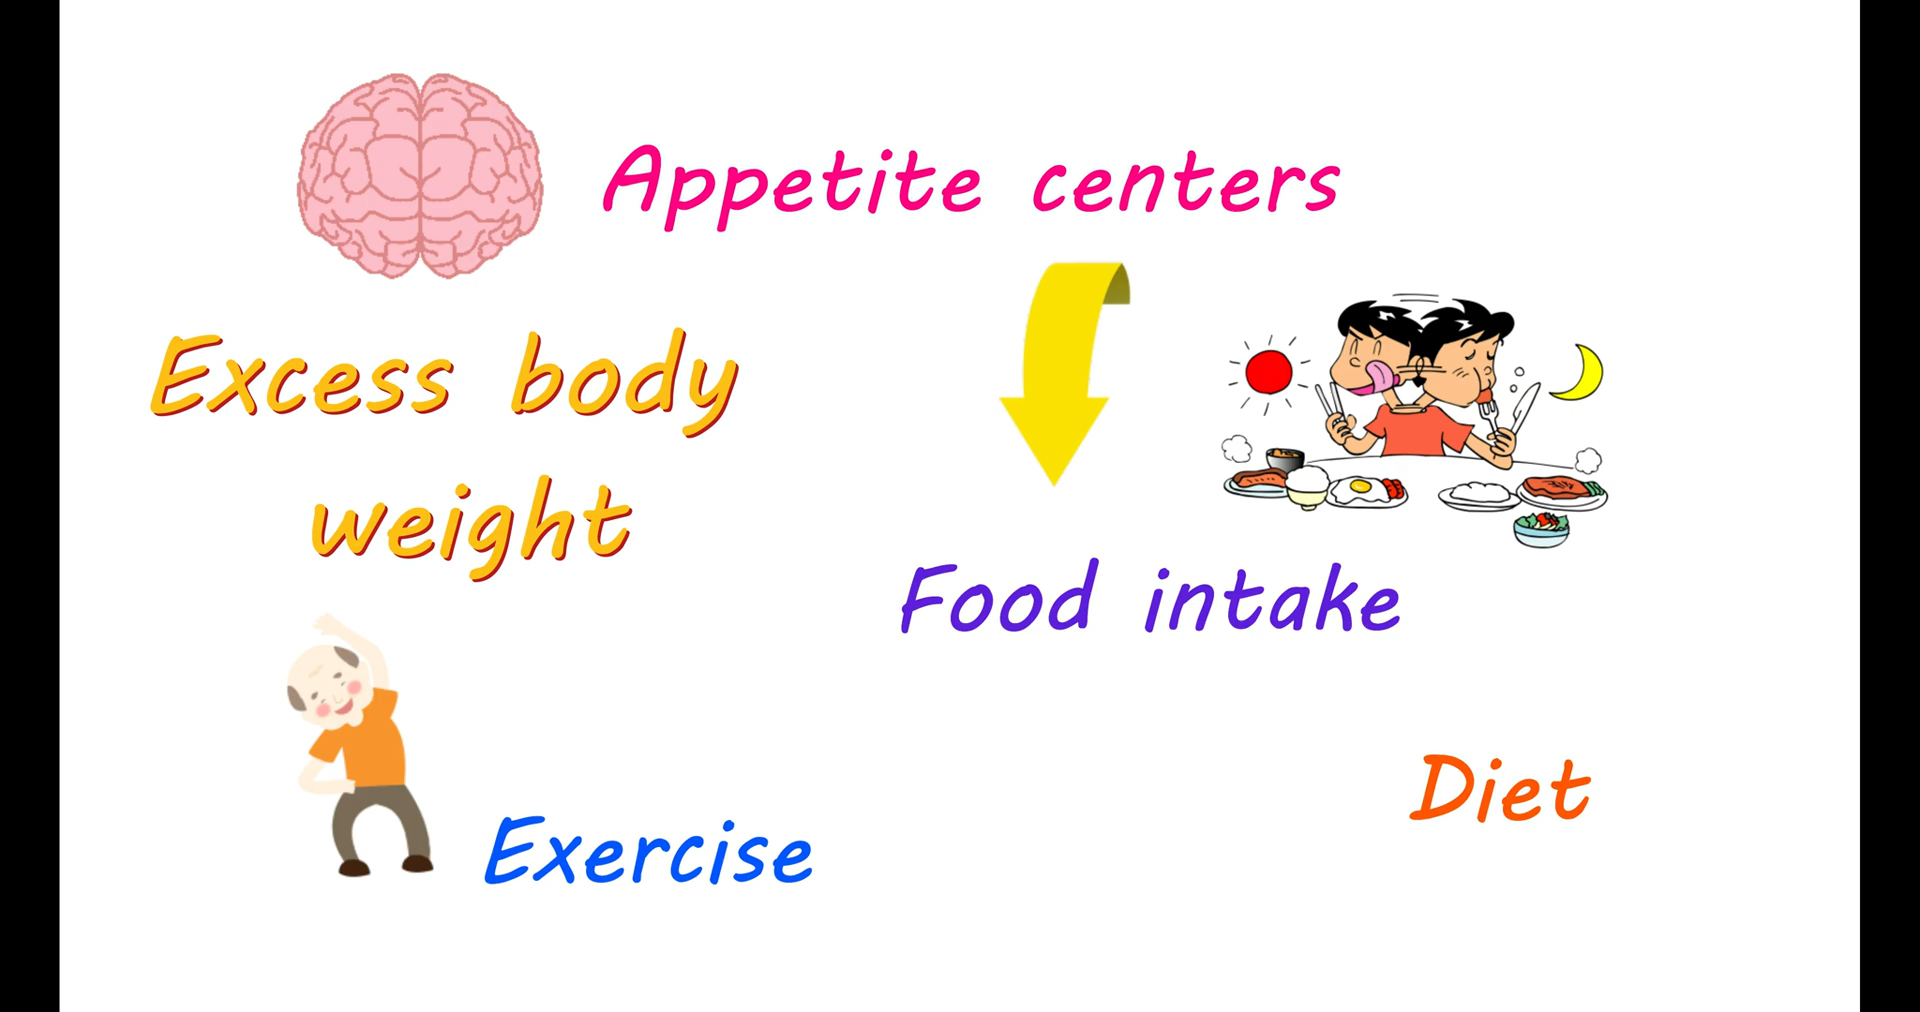 Appetite centers
Excess body
weight
Food intake
Diet
Exercise